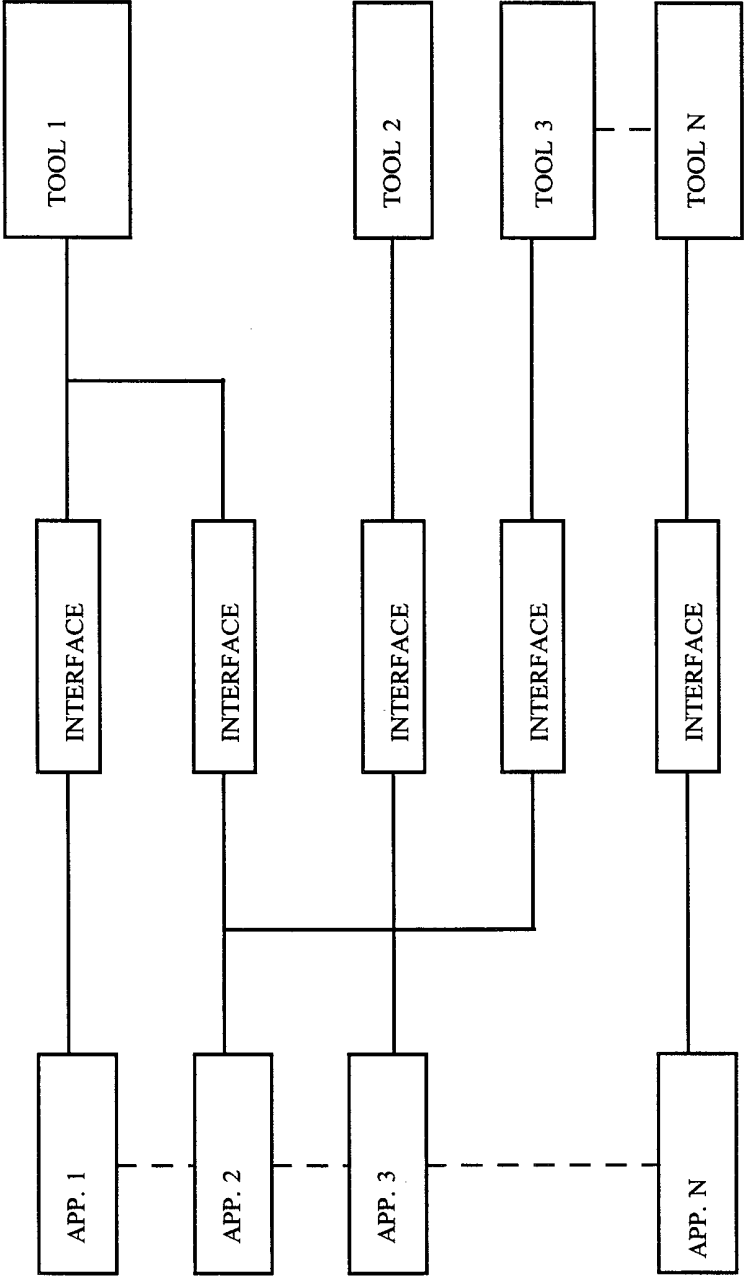 TOOL 1
TOOL 2
TOOL 3
TOOL N
INTERFACE
INTERFACE
INTERFACE
INTERFACE
INTERFACE
APP. 1
APP. 2
APP. 3
APP. N